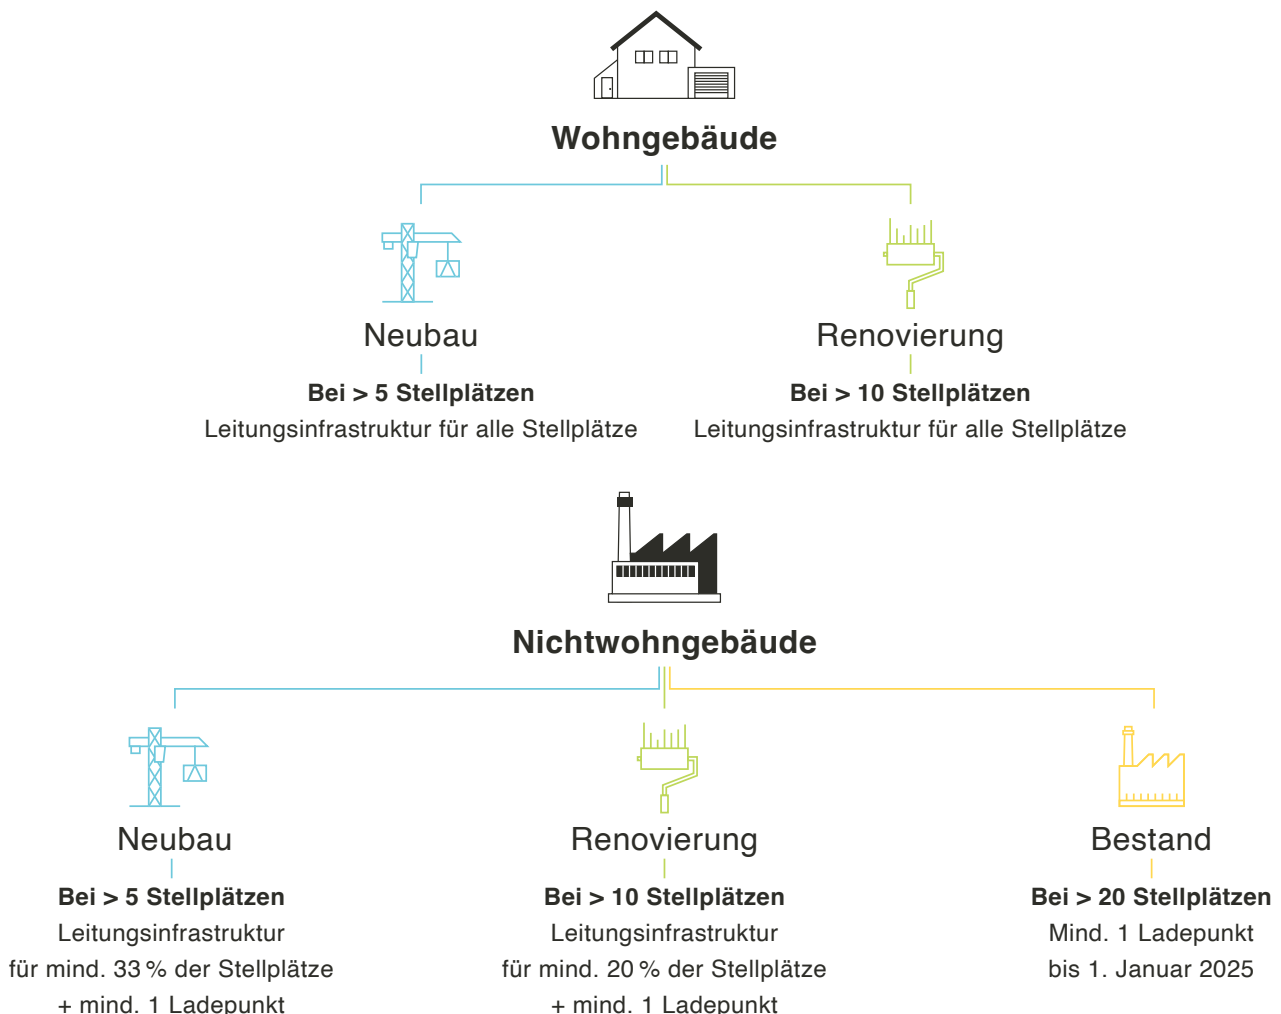 Wohngebäude
Neubau
Bei > 5 Stellplätzen
Leitungsinfrastruktur für alle Stellplätze
Renovierung
Bei > 10 Stellplätzen
Leitungsinfrastruktur für alle Stellplätze
Nichtwohngebäude
Neubau
Bei > 5 Stellplätzen
Leitungsinfrastruktur
für mind. 33 % der Stellplätze
+ mind. 1 Ladepunkt
Renovierung
Bei > 10 Stellplätzen
Leitungsinfrastruktur
für mind. 20 % der Stellplätze
+ mind. 1 Ladepunkt
Bestand
Bei > 20 Stellplätzen
Mind. 1 Ladepunkt
bis 1. Januar 2025